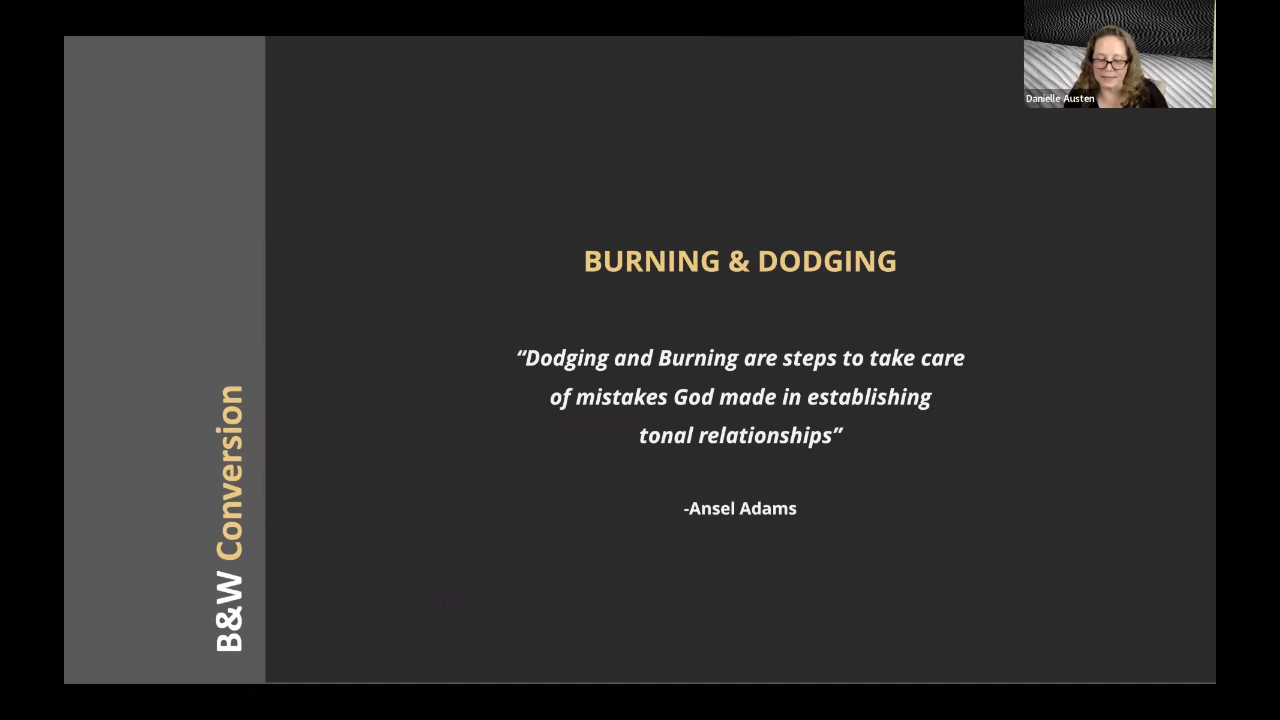 Danielle Austen
BURNING & DODGING
“Dodging and Burning are steps to take care
of mistakes God made in establishing
tonal relationships”
-Ansel Adams
B&W Conversion